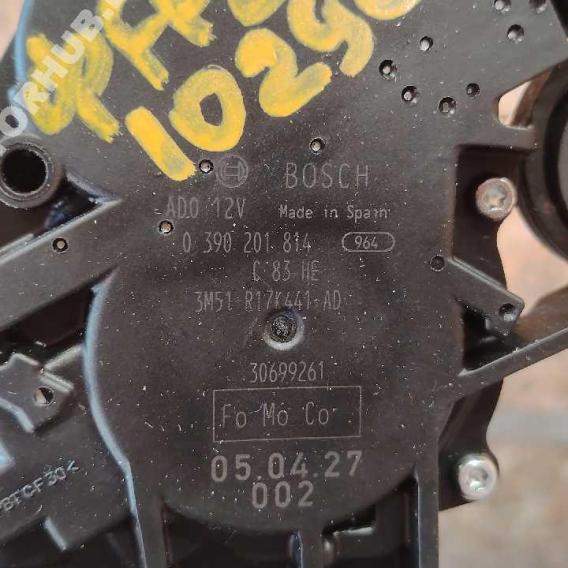 10290
BOSCH
AD0 12V Made in Spain
0 390 201 814 964
C 83 HE
3M51 R17K441-AD
30699261
Fo Mo Co
05.04.27
002